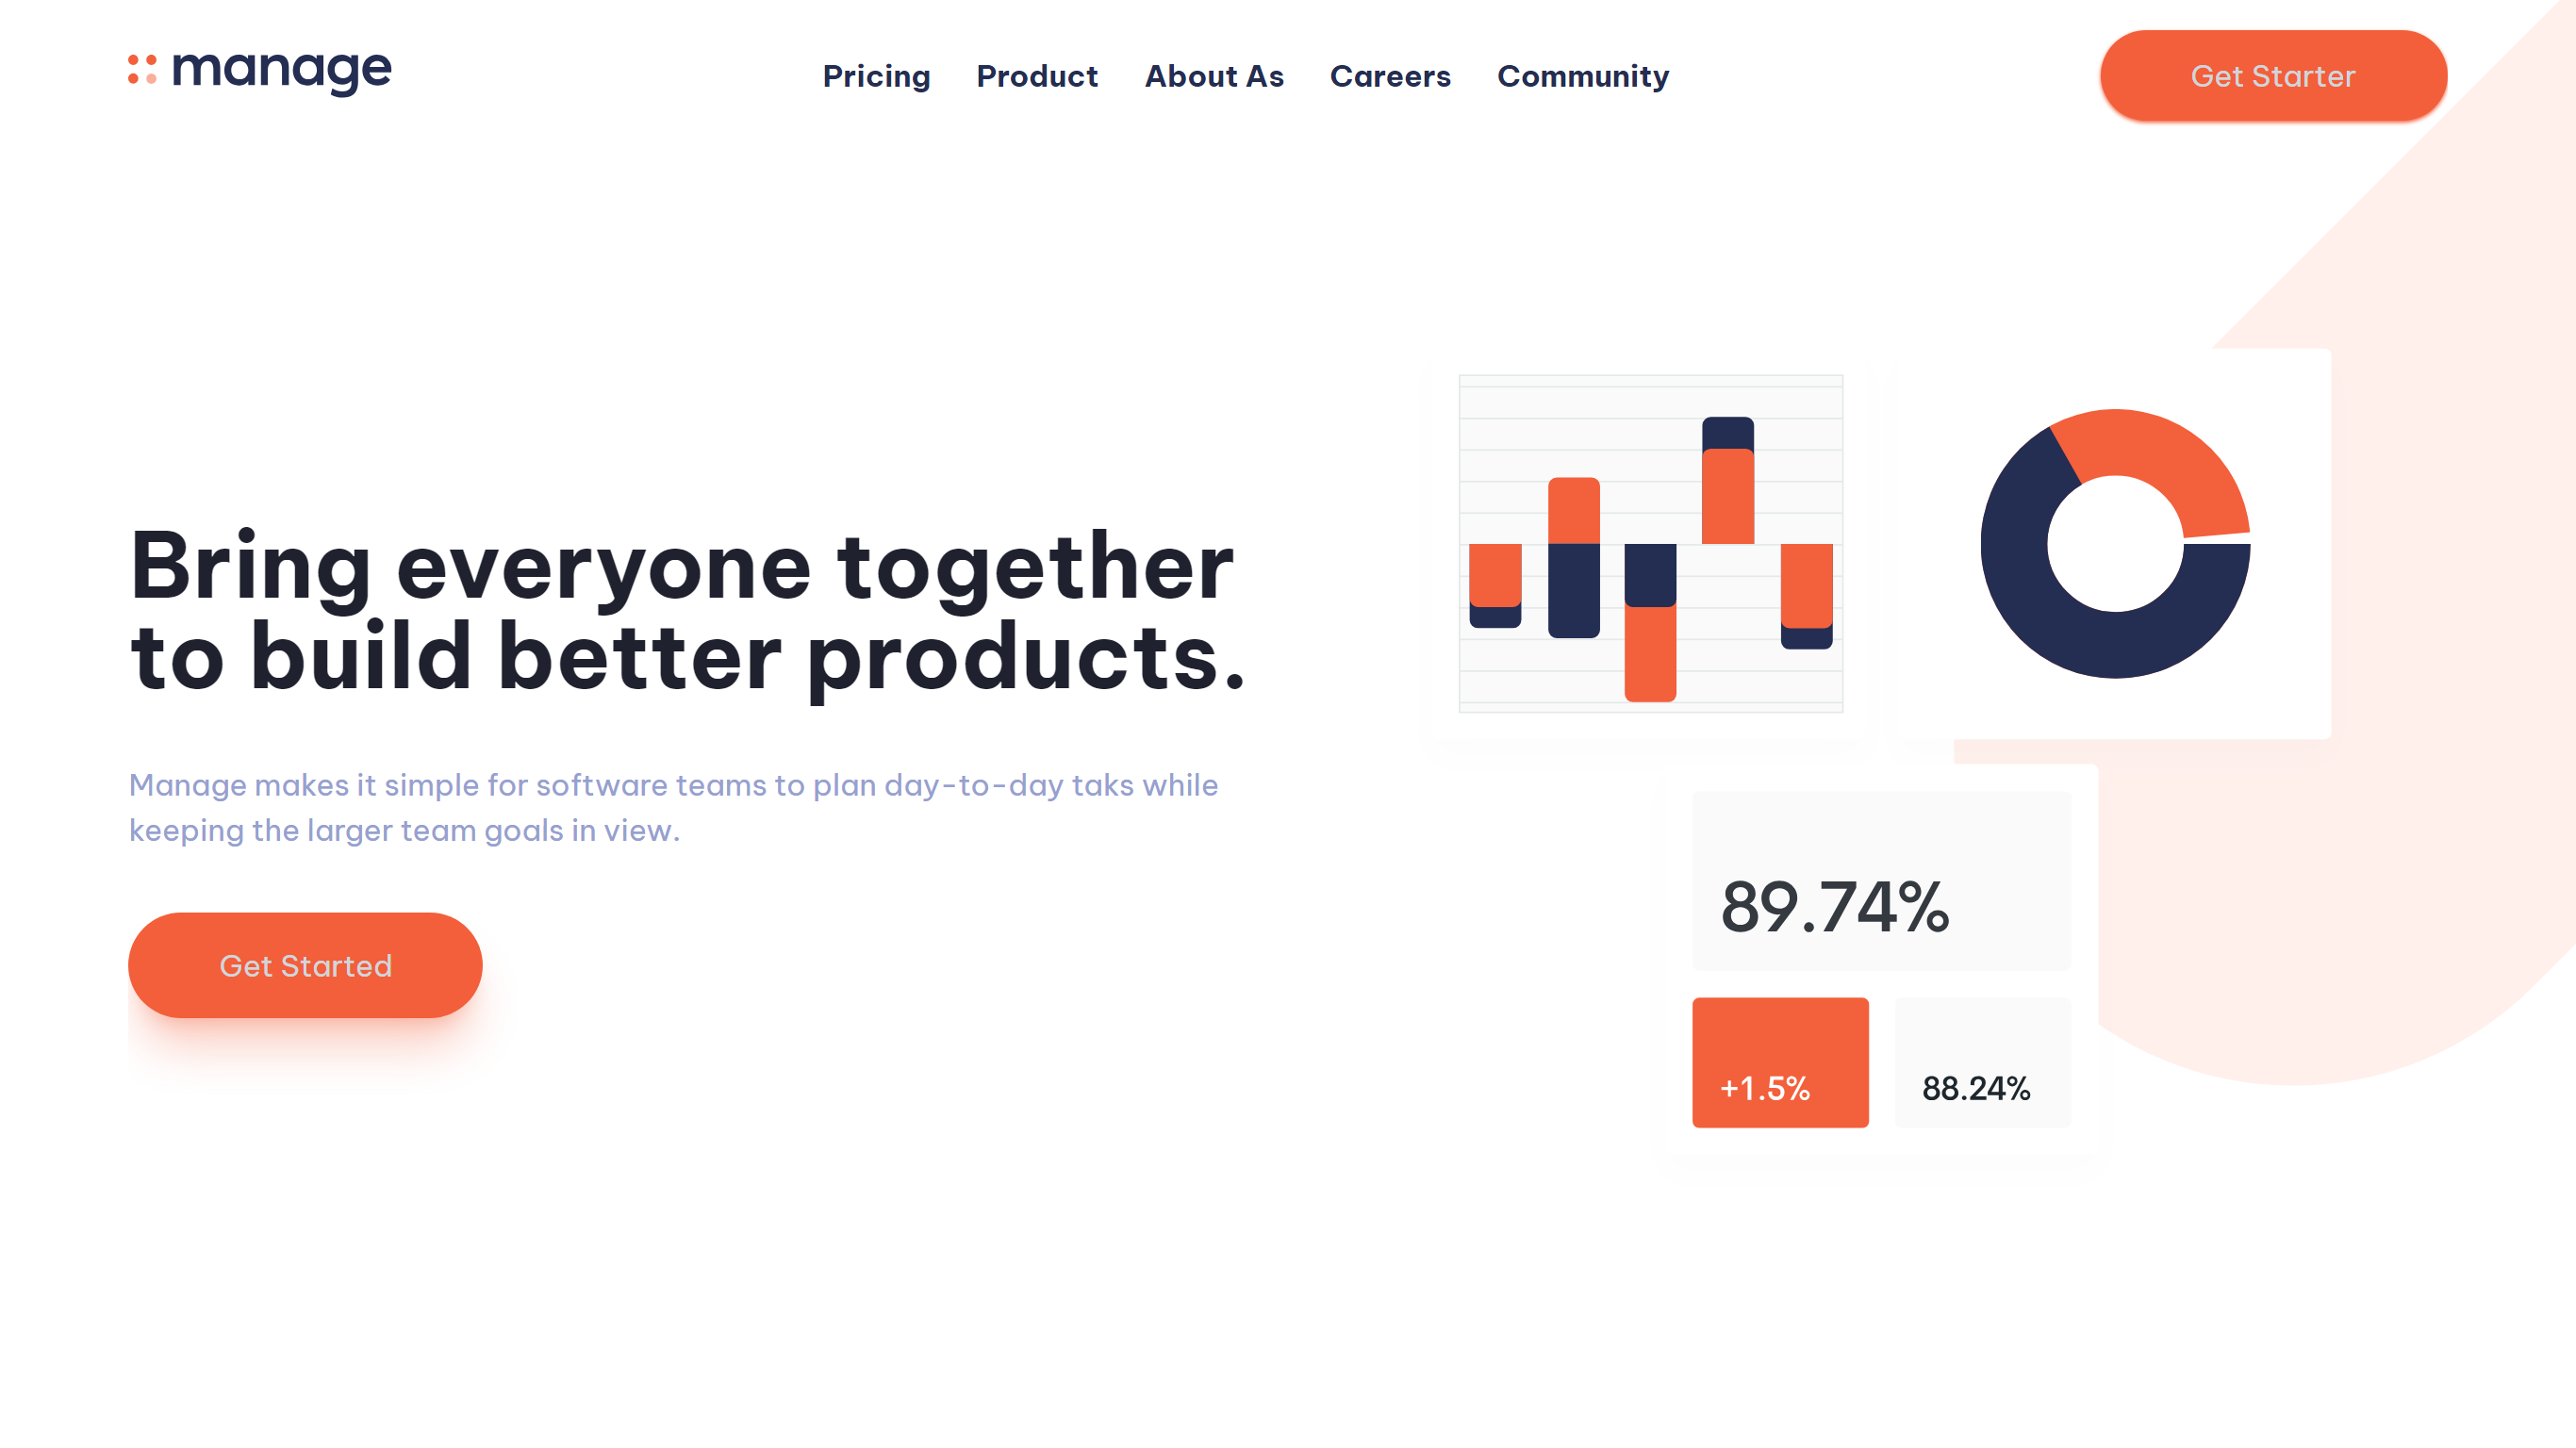 manage
Pricing
Product
About As
Careers
Community
Get Starter
Bring everyone together
to build better products.
Manage makes it simple for software teams to plan day-to-day taks while
keeping the larger team goals in view.
Get Started
89.74%
+1.5%
88.24%